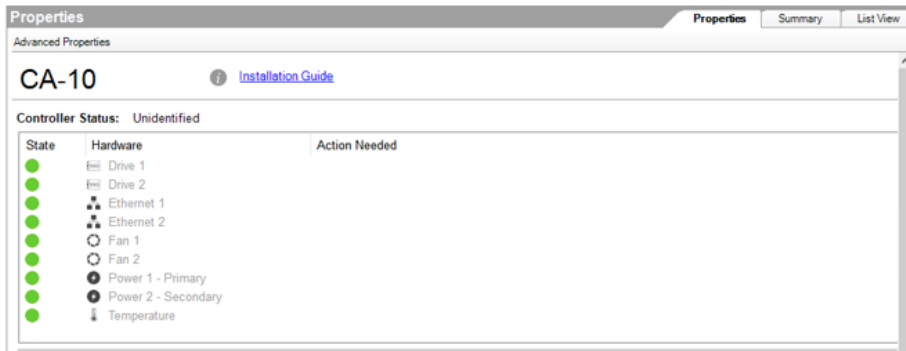 Properties
Properties Summary List View
Advanced Properties
CA-10 Installation Guide
Controller Status: Unidentified
State Hardware Action Needed
Drive 1
Drive 2
Ethernet 1
Ethernet 2
Fan 1
Fan 2
Power 1 - Primary
Power 2 - Secondary
Temperature